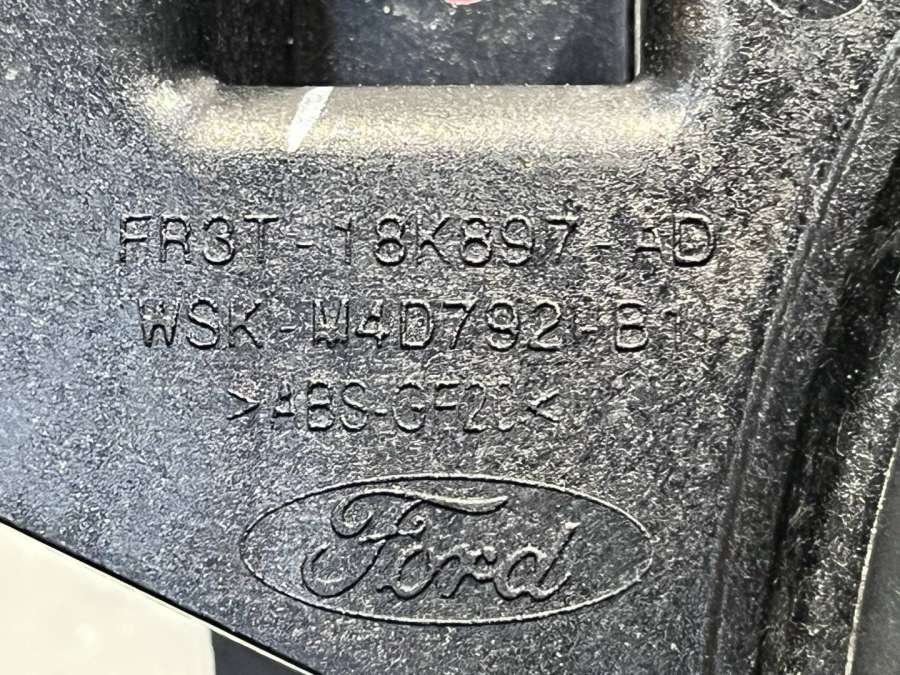 FR3T-18K897-AD
WSK-M4D792-B1
>ABS-GF20<
Ford